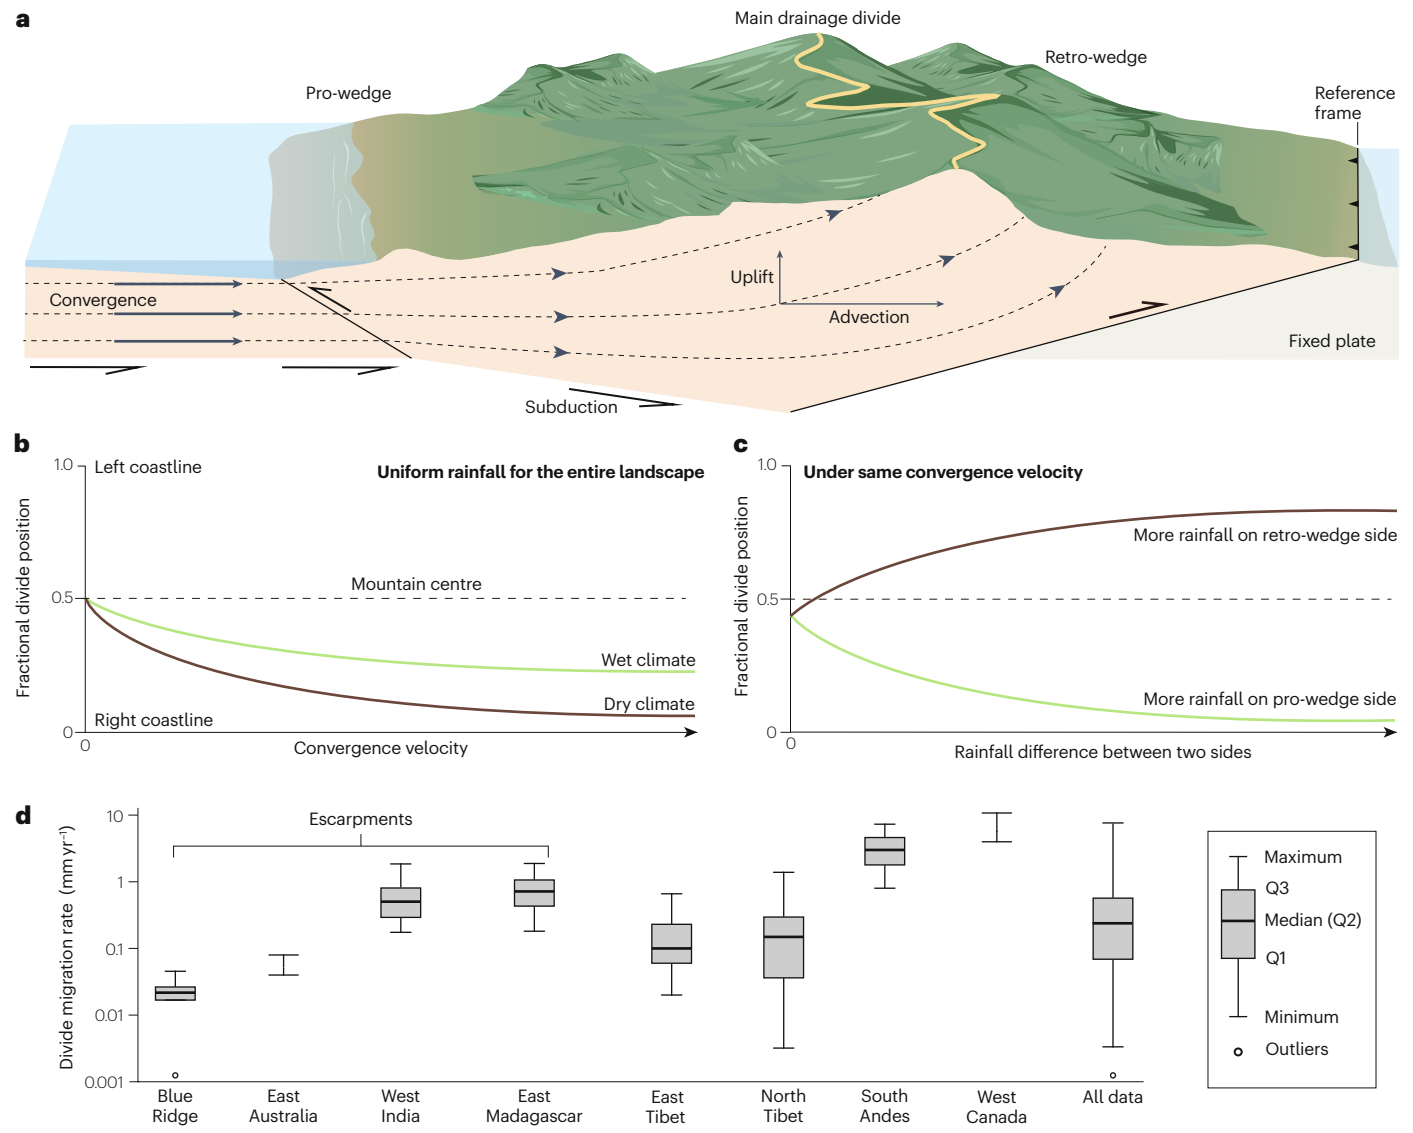 a
Main drainage divide
Retro-wedge
Pro-wedge
Reference
frame
Uplift
Convergence
Advection
Fixed plate
Subduction
b
1.0
Left coastline
Uniform rainfall for the entire landscape
Fractional divide position
Mountain centre
0.5
Wet climate
Dry climate
Right coastline
0
0
Convergence velocity
c
1.0
Under same convergence velocity
Fractional divide position
More rainfall on retro-wedge side
0.5
More rainfall on pro-wedge side
0
0
Rainfall difference between two sides
d
Divide migration rate (mm yr⁻¹)
10
1
0.1
0.01
0.001
Escarpments
Blue
Ridge
East
Australia
West
India
East
Madagascar
East
Tibet
North
Tibet
South
Andes
West
Canada
All data
Maximum
Q3
Median (Q2)
Q1
Minimum
Outliers